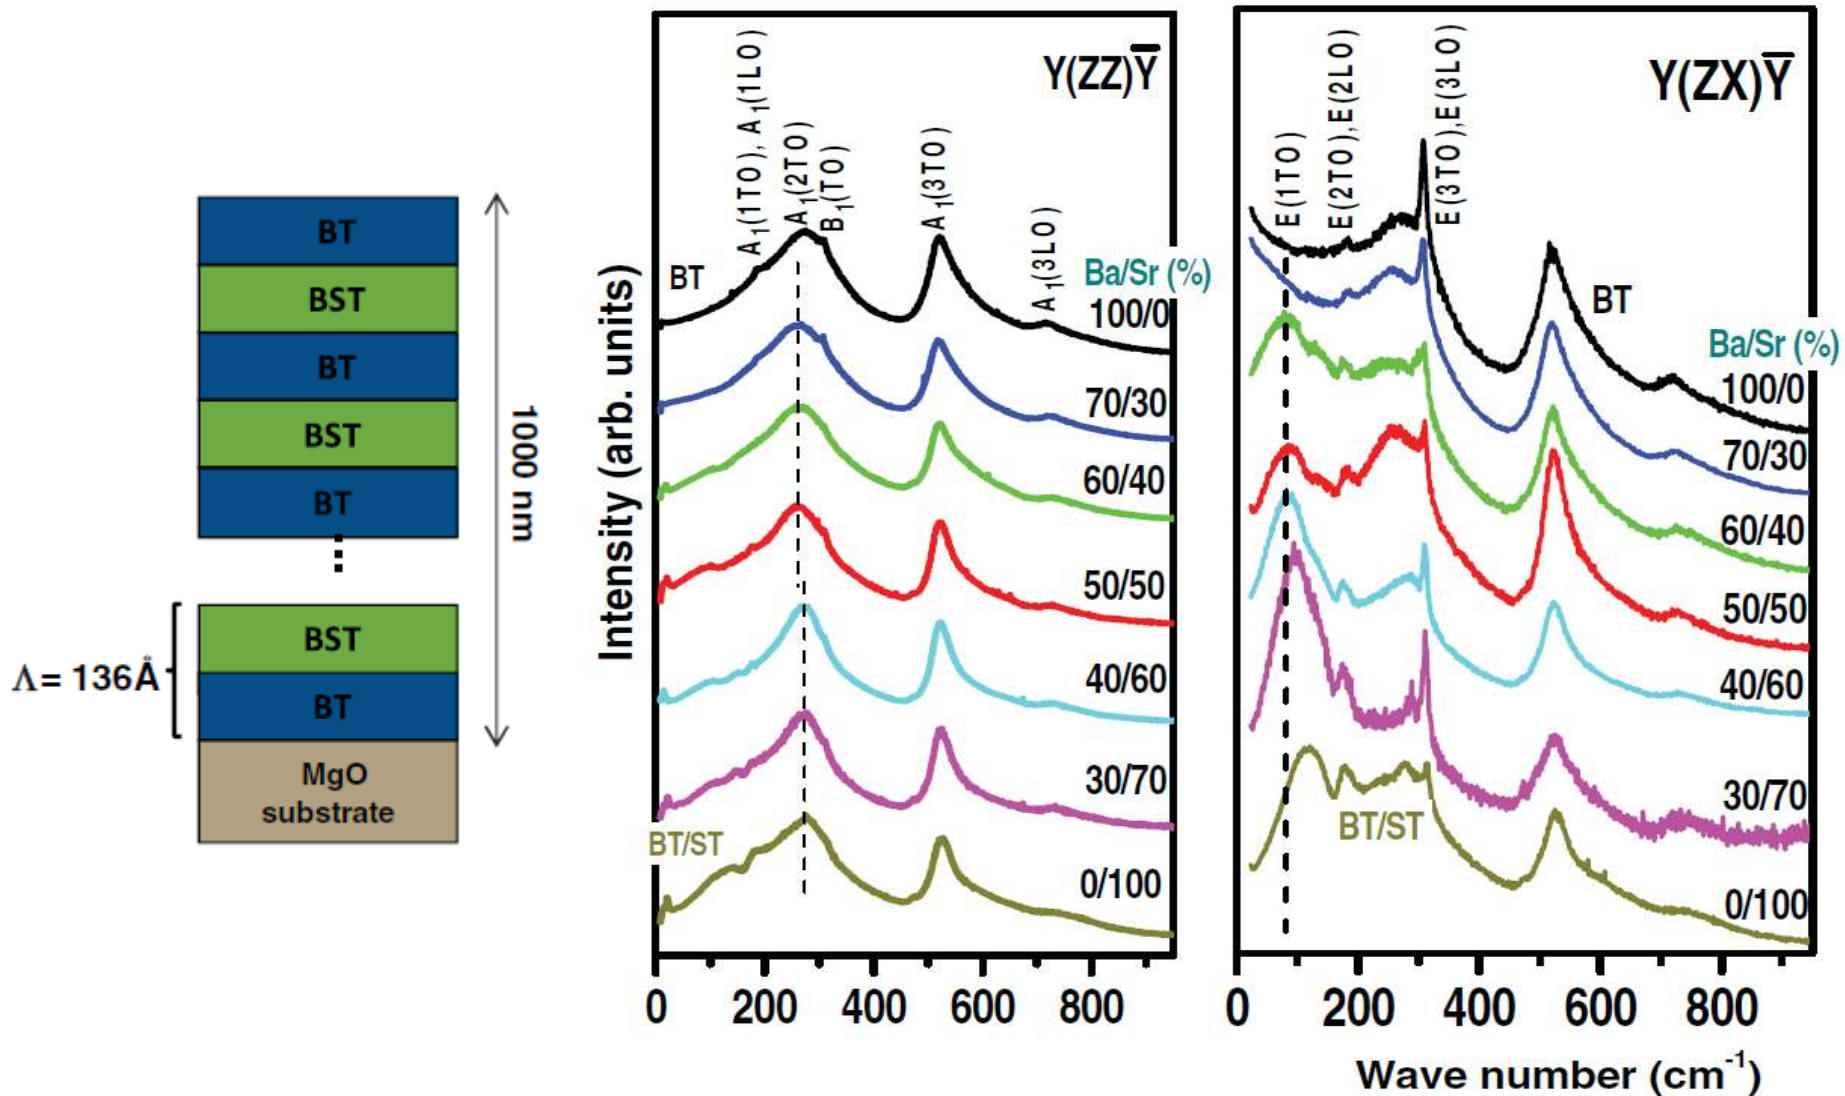 BT
BST
BT
BST
BT
BST
BT
MgO
substrate
1000 nm
Λ= 136Å
Intensity (arb. units)
Y(ZZ)Y̅
A₁(1TO), A₁(1LO)
A₁(2TO)
B₁(TO)
A₁(3TO)
A₁(3LO)
BT
Ba/Sr (%)
100/0
70/30
60/40
50/50
40/60
30/70
BT/ST
0/100
0 200 400 600 800
Y(ZX)Y̅
E(1TO)
E(2TO),E(2LO)
E(3TO),E(3LO)
BT
Ba/Sr (%)
100/0
70/30
60/40
50/50
40/60
30/70
BT/ST
0/100
0 200 400 600 800
Wave number (cm⁻¹)